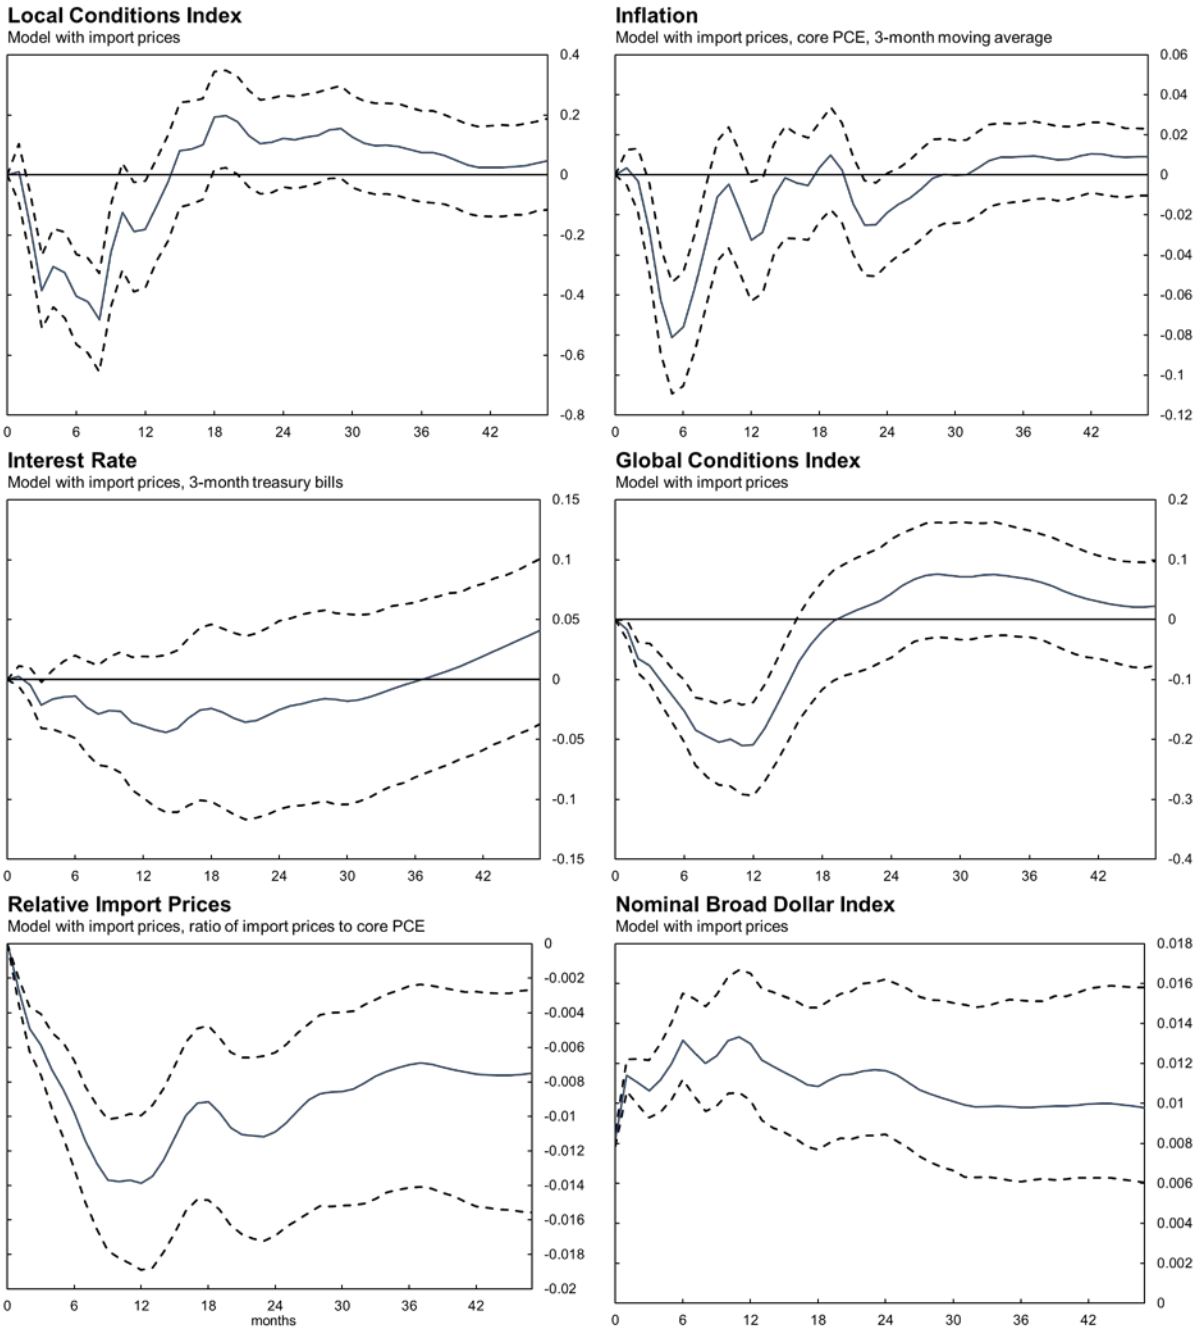 Local Conditions Index
Model with import prices
0.4
0.2
0
-0.2
-0.4
-0.6
-0.8
0 6 12 18 24 30 36 42
Inflation
Model with import prices, core PCE, 3-month moving average
0.06
0.04
0.02
0
-0.02
-0.04
-0.06
-0.08
-0.1
-0.12
0 6 12 18 24 30 36 42
Interest Rate
Model with import prices, 3-month treasury bills
0.15
0.1
0.05
0
-0.05
-0.1
-0.15
0 6 12 18 24 30 36 42
Global Conditions Index
Model with import prices
0.2
0.1
0
-0.1
-0.2
-0.3
-0.4
0 6 12 18 24 30 36 42
Relative Import Prices
Model with import prices, ratio of import prices to core PCE
0
-0.002
-0.004
-0.006
-0.008
-0.01
-0.012
-0.014
-0.016
-0.018
-0.02
0 6 12 18 24 30 36 42
months
Nominal Broad Dollar Index
Model with import prices
0.018
0.016
0.014
0.012
0.01
0.008
0.006
0.004
0.002
0
0 6 12 18 24 30 36 42